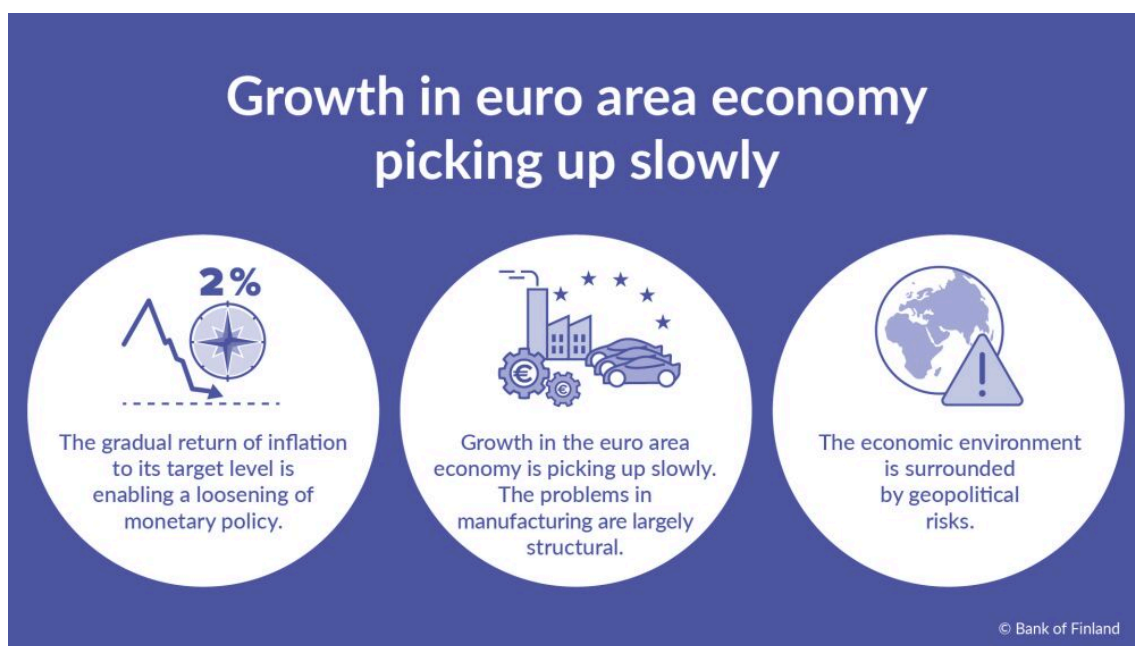 Growth in euro area economy
picking up slowly
2%
The gradual return of inflation
to its target level is
enabling a loosening of
monetary policy.
€
€
Growth in the euro area
economy is picking up slowly.
The problems in
manufacturing are largely
structural.
!
The economic environment
is surrounded
by geopolitical
risks.
© Bank of Finland